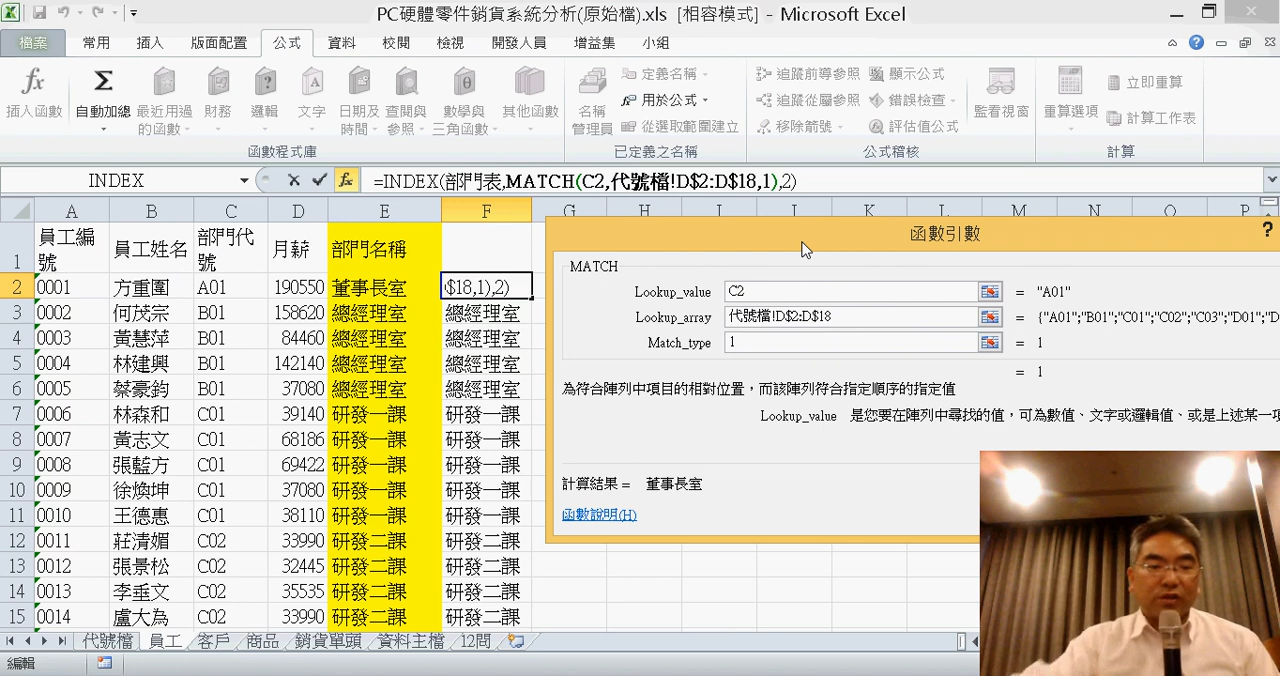 PC硬體零件銷貨系統分析(原始檔).xls [相容模式] - Microsoft Excel
檔案 常用 插入 版面配置 公式 資料 校閱 檢視 開發人員 增益集 小組
插入函數 自動加總 最近用過的函數 財務 邏輯 文字 日期及時間 查閱與參照 數學與三角函數 其他函數
函數程式庫
名稱管理員 定義名稱 用於公式 從選取範圍建立
已定義之名稱
追蹤前導參照 追蹤從屬參照 移除箭號 顯示公式 錯誤檢查 評估值公式 監看視窗
公式稽核
重算選項 立即重算 計算工作表
計算
INDEX =INDEX(部門表,MATCH(C2,代號檔!D$2:D$18,1),2)
A B C D E F G H I J K L M N O P
1 員工編號 員工姓名 部門代號 月薪 部門名稱
2 0001 方重圍 A01 190550 董事長室 $18,1),2)
3 0002 何茂宗 B01 158620 總經理室 總經理室
4 0003 黃慧萍 B01 84460 總經理室 總經理室
5 0004 林建興 B01 142140 總經理室 總經理室
6 0005 蔡豪鈞 B01 37080 總經理室 總經理室
7 0006 林森和 C01 39140 研發一課 研發一課
8 0007 黃志文 C01 68186 研發一課 研發一課
9 0008 張藍方 C01 69422 研發一課 研發一課
10 0009 徐煥坤 C01 37080 研發一課 研發一課
11 0010 王德惠 C01 38110 研發一課 研發一課
12 0011 莊清媚 C02 33990 研發二課 研發二課
13 0012 張景松 C02 32445 研發二課 研發二課
14 0013 李垂文 C02 35535 研發二課 研發二課
15 0014 盧大為 C02 33990 研發二課 研發二課
函數引數 ?
MATCH
Lookup_value C2 = "A01"
Lookup_array 代號檔!D$2:D$18 = {"A01";"B01";"C01";"C02";"C03";"D01";"D
Match_type 1 = 1
= 1
為符合陣列中項目的相對位置，而該陣列符合指定順序的指定值
Lookup_value 是您要在陣列中尋找的值，可為數值、文字或邏輯值、或是上述某一項
計算結果 = 董事長室
函數說明(H)
代號檔 員工 客戶 商品 銷貨單頭 資料主檔 12問
編輯